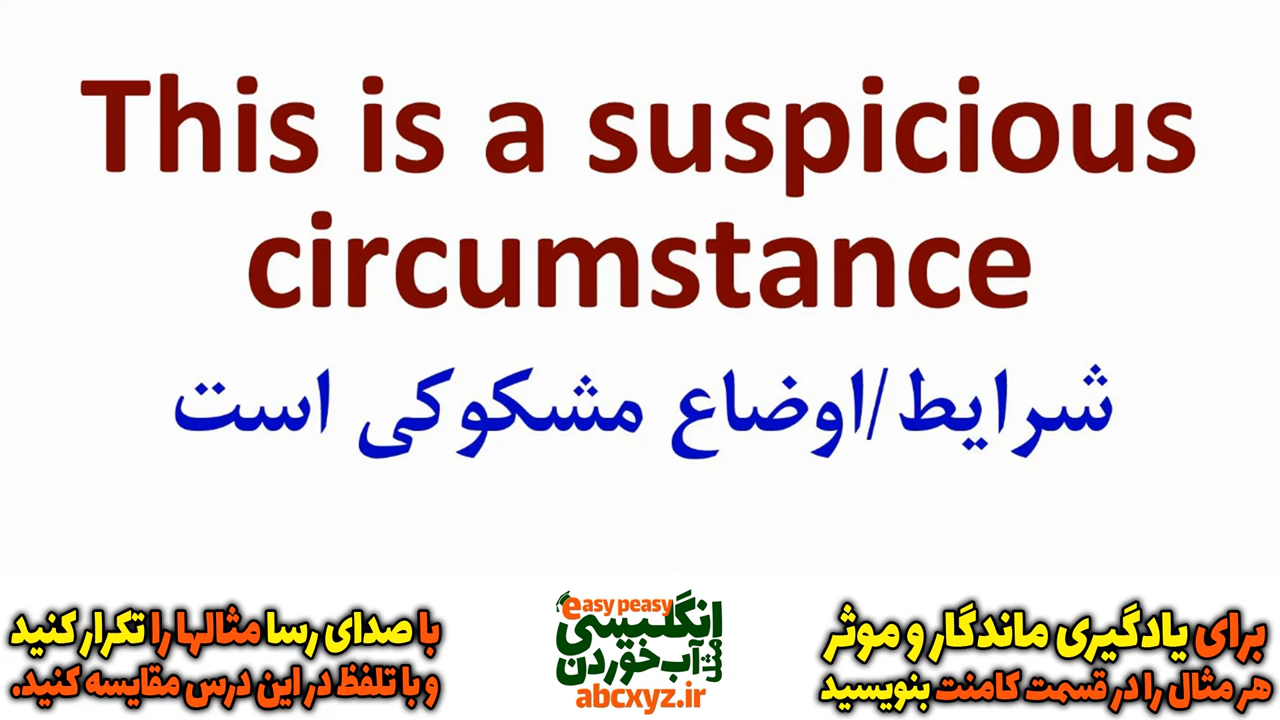 This is a suspicious
circumstance
شرایط/اوضاع مشکوکی است
برای یادگیری ماندگار و موثر
هر مثال را در قسمت کامنت بنویسید
easy peasy
انگلیسی
مثل
آب خوردن
abcxyz.ir
با صدای رسا مثالها را تکرار کنید
و با تلفظ در این درس مقایسه کنید.